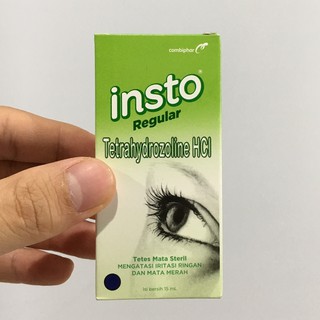 combiphar
insto®
Regular
Tetrahydrozoline HCl
Tetes Mata Steril
MENGATASI IRITASI RINGAN
DAN MATA MERAH
Isi bersih 15 mL